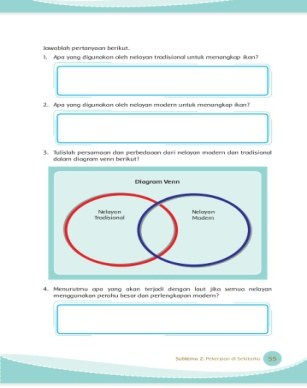 Jawablah pertanyaan berikut.
1. Apa yang digunakan oleh nelayan tradisional untuk menangkap ikan?
2. Apa yang digunakan oleh nelayan modern untuk menangkap ikan?
3. Tulislah persamaan dan perbedaaan dari nelayan modern dan tradisional
dalam diagram venn berikut!
Diagram Venn
Nelayan
Tradisional
Nelayan
Modern
4. Menurutmu apa yang akan terjadi dengan laut jika semua nelayan
menggunakan perahu besar dan perlengkapan modern?
Subtema 2: Pekerjaan di Sekitarku 59